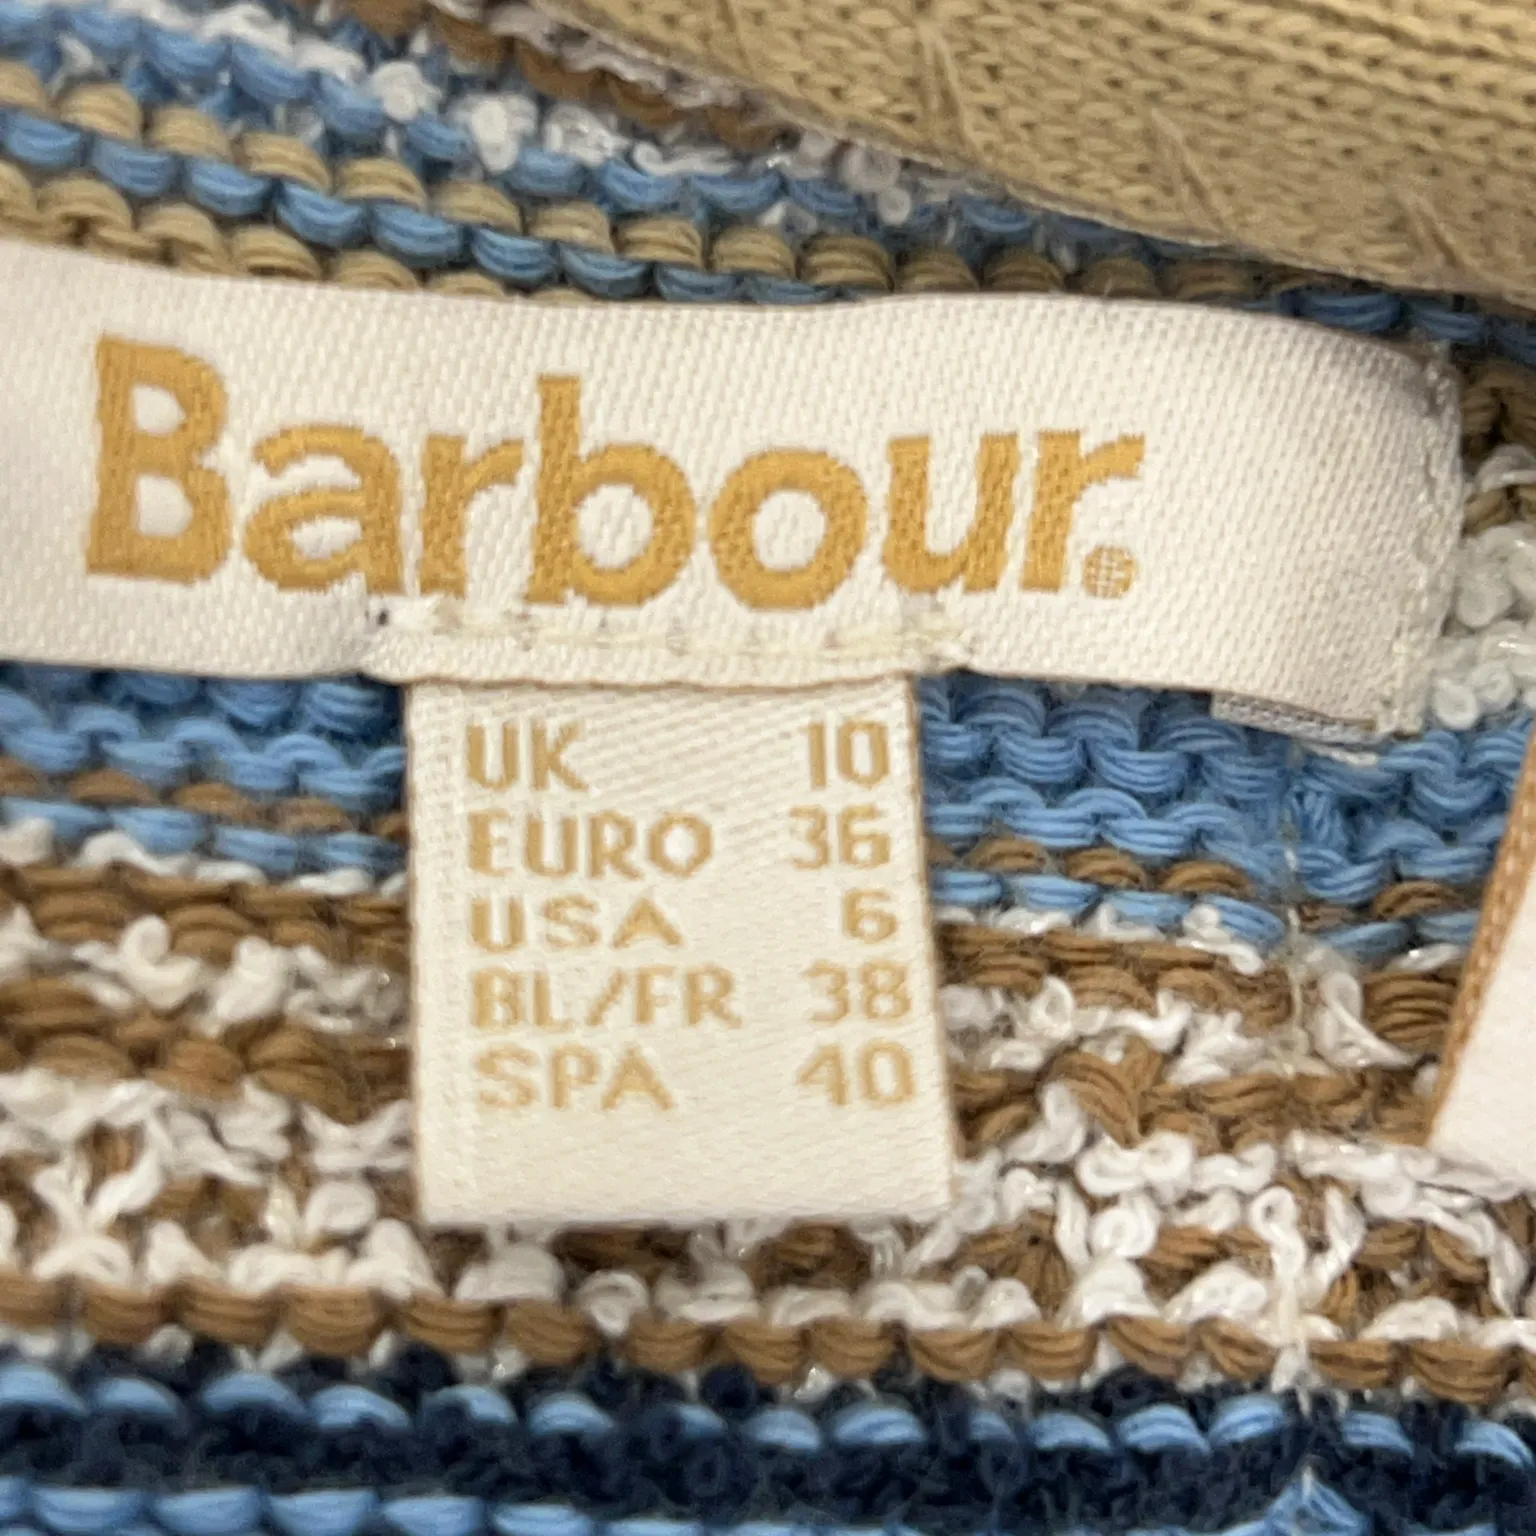 Barbour.
UK 10
EURO 36
USA 6
BL/FR 38
SPA 40